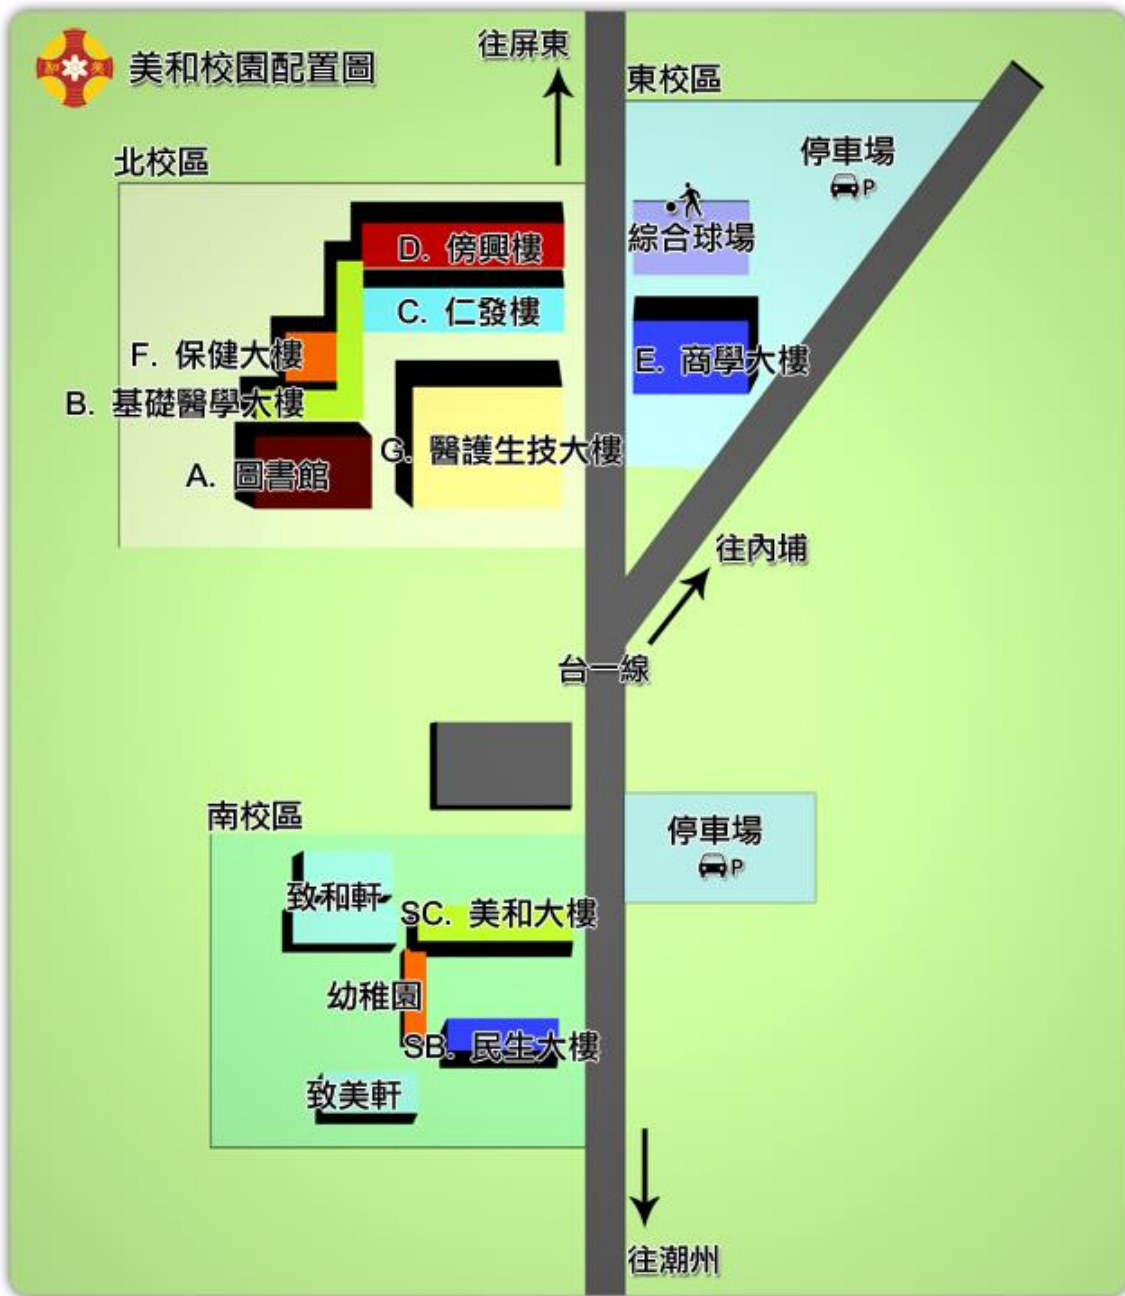 美和校園配置圖
往屏東
東校區
停車場
P
北校區
綜合球場
D. 傍興樓
C. 仁發樓
F. 保健大樓
E. 商學大樓
B. 基礎醫學大樓
G. 醫護生技大樓
A. 圖書館
往內埔
台一線
南校區
停車場
P
致和軒
SC. 美和大樓
幼稚園
SB. 民生大樓
致美軒
往潮州